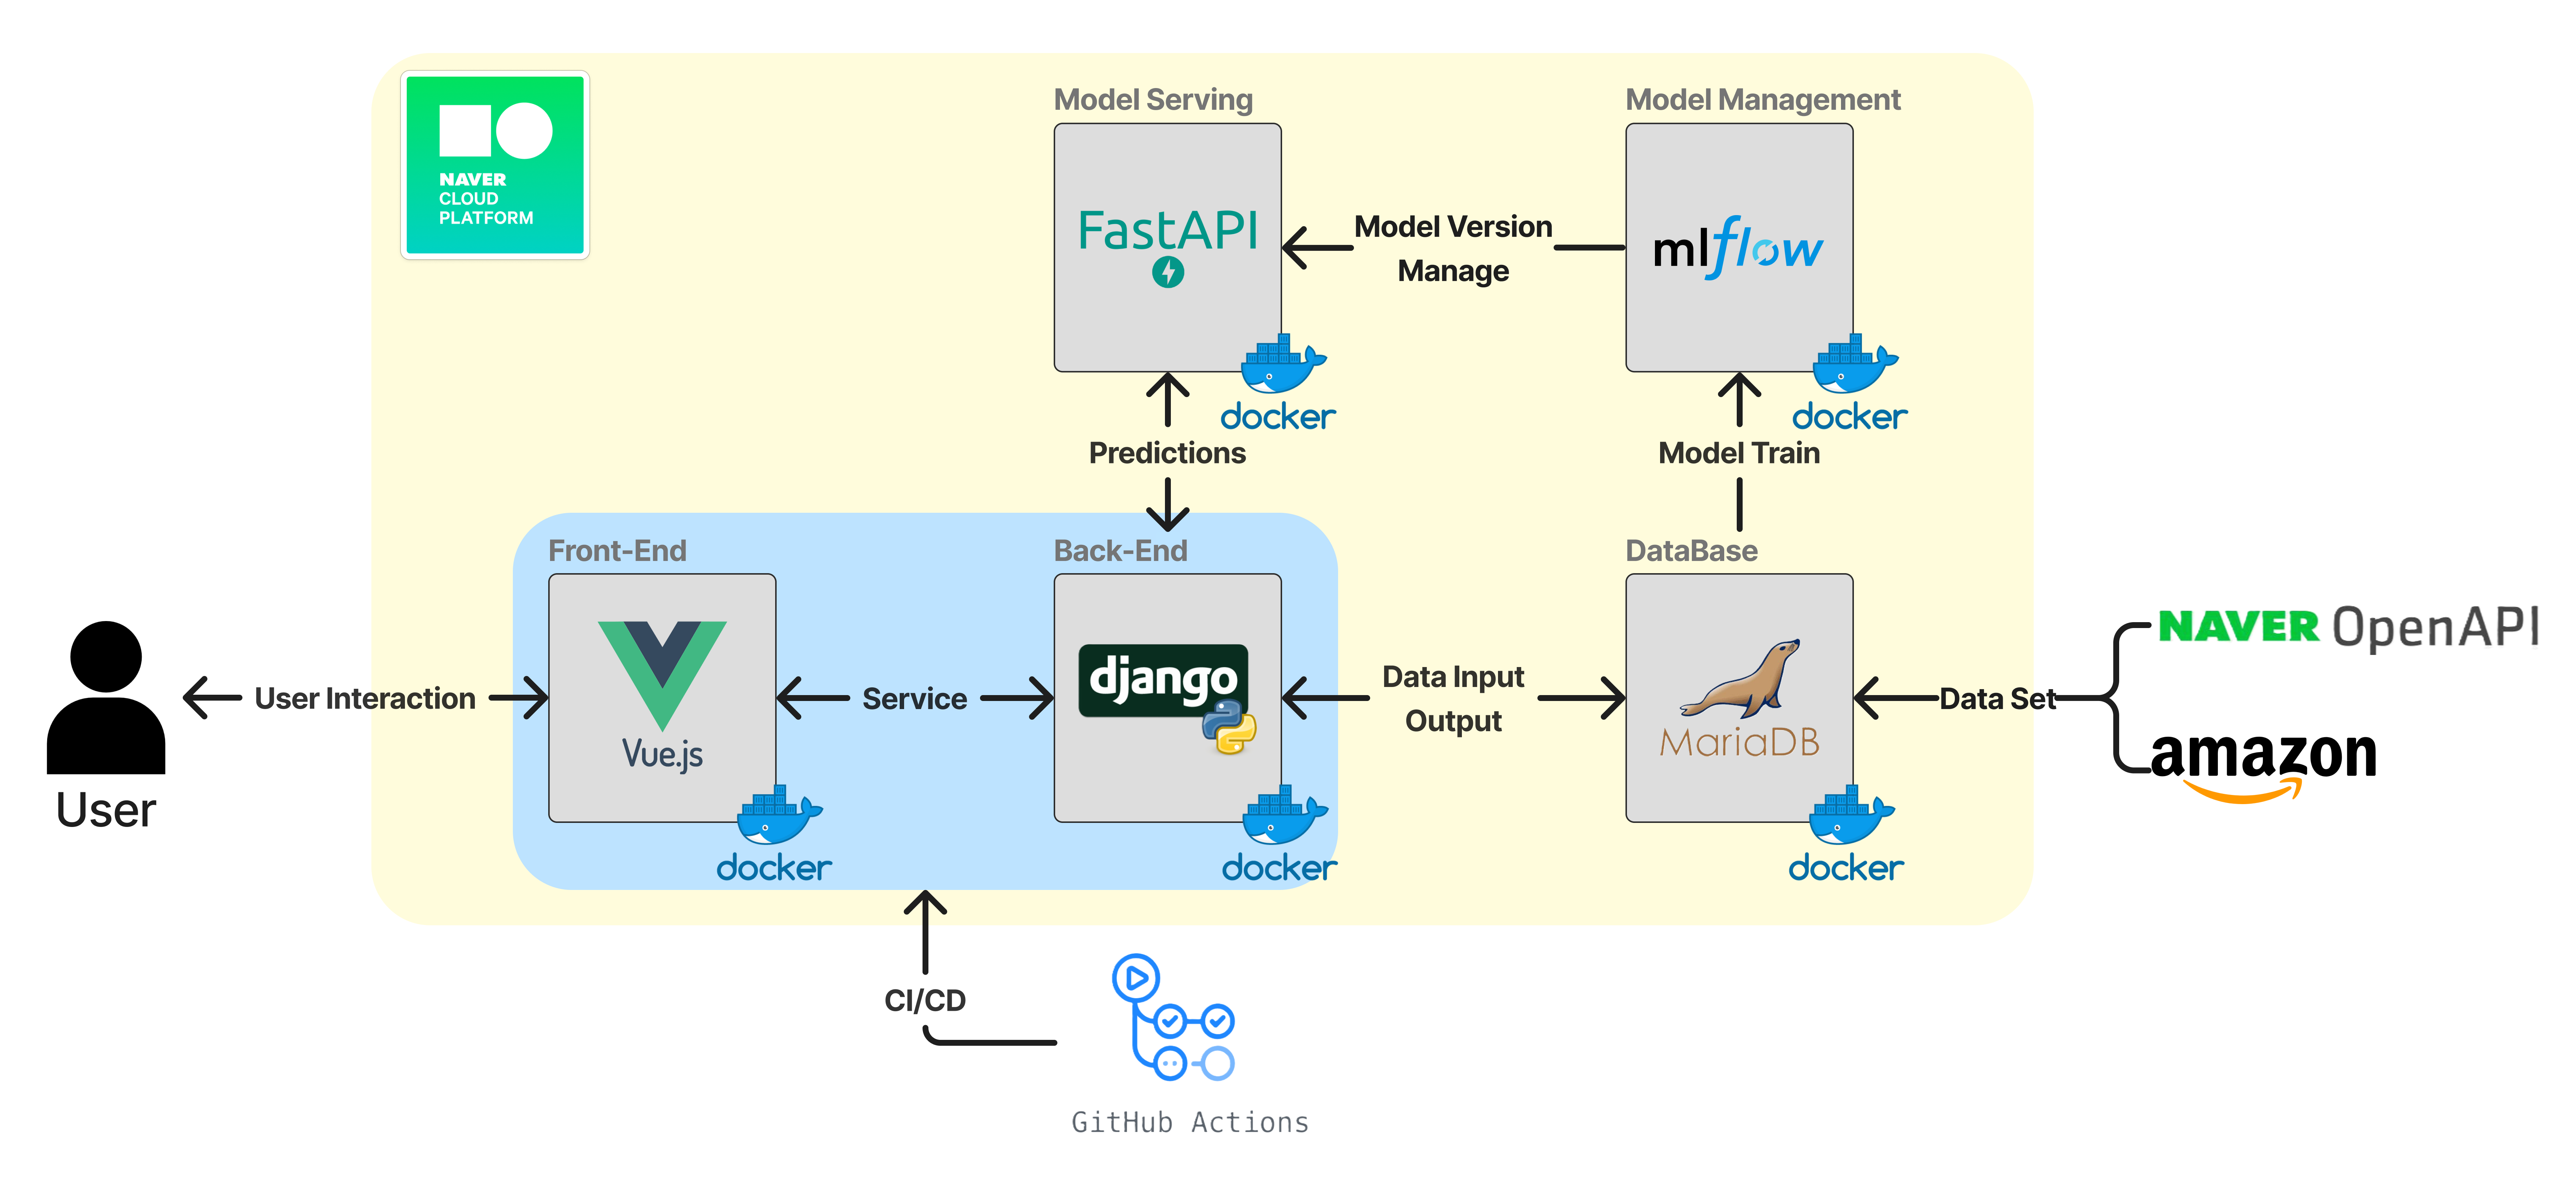 NAVER
CLOUD
PLATFORM
Model Serving
FastAPI
docker
Model Version
Manage
Model Management
mlflow
docker
Predictions
Model Train
Front-End
Vue.js
docker
Back-End
django
docker
DataBase
MariaDB
docker
User
User Interaction
Service
Data Input
Output
Data Set
NAVER OpenAPI
amazon
CI/CD
GitHub Actions